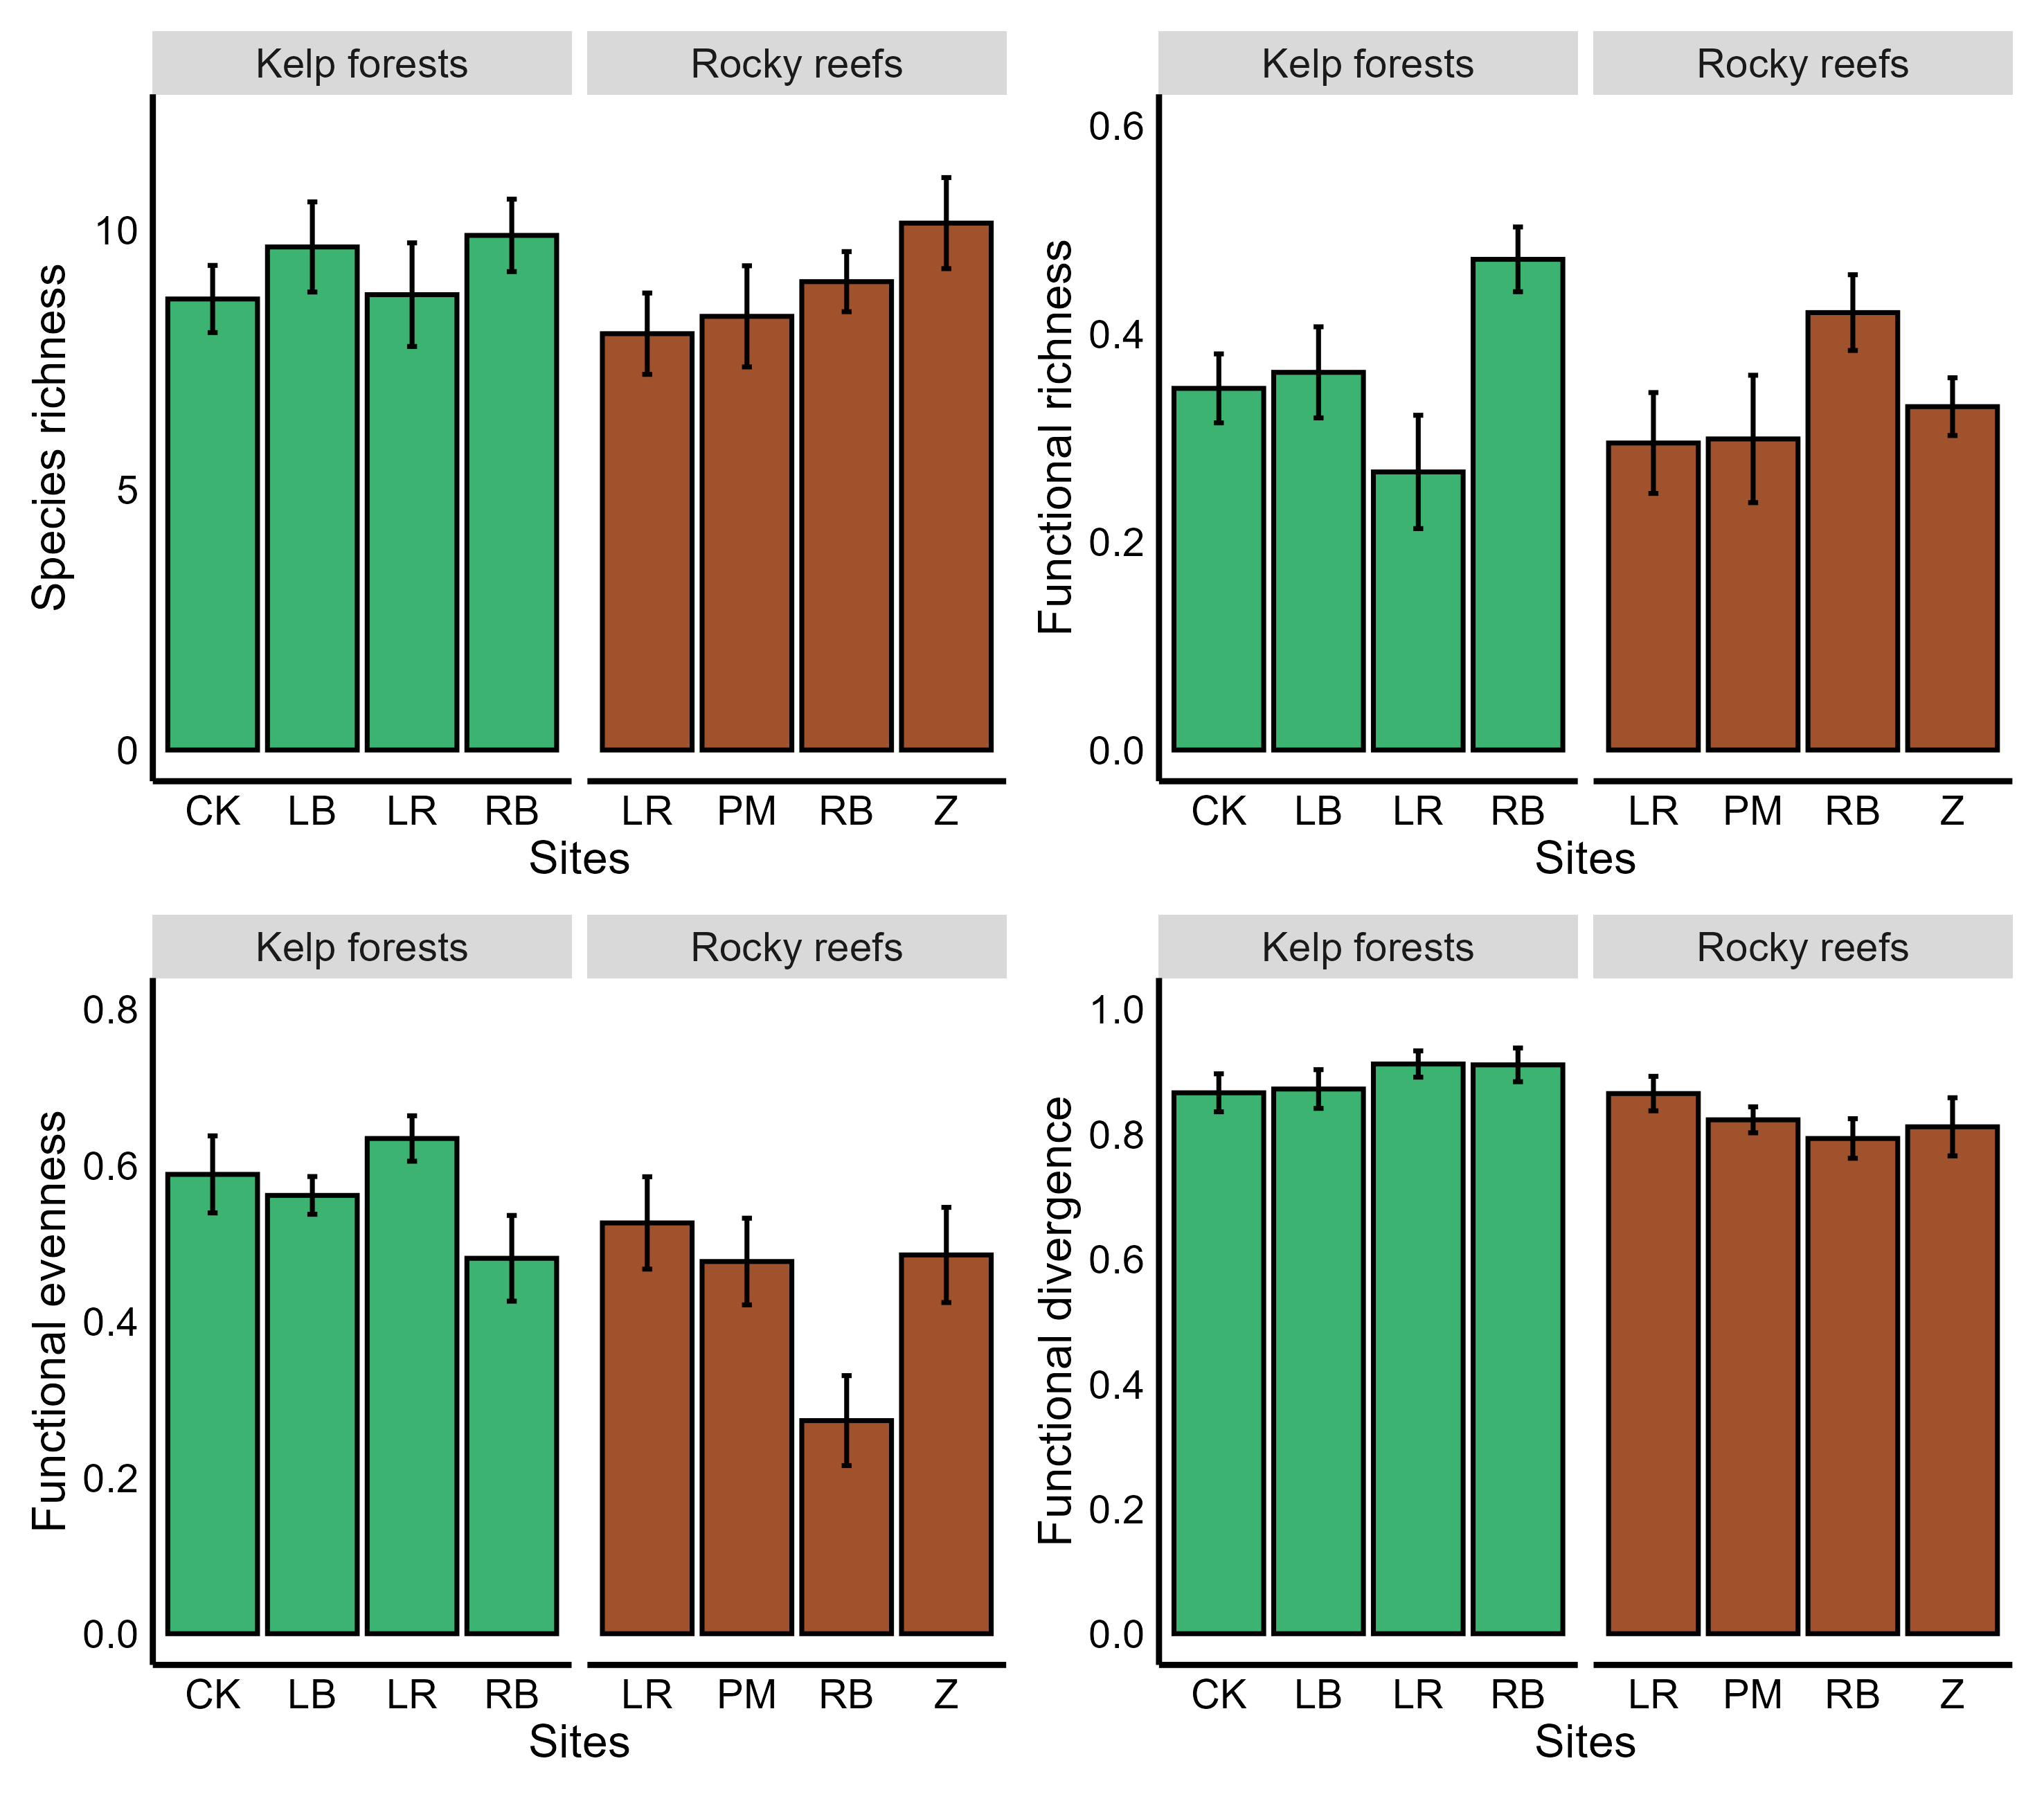 Kelp forests Rocky reefs
Species richness
10
5
0
CK LB LR RB LR PM RB Z
Sites
Kelp forests Rocky reefs
Functional richness
0.6
0.4
0.2
0.0
CK LB LR RB LR PM RB Z
Sites
Kelp forests Rocky reefs
Functional evenness
0.8
0.6
0.4
0.2
0.0
CK LB LR RB LR PM RB Z
Sites
Kelp forests Rocky reefs
Functional divergence
1.0
0.8
0.6
0.4
0.2
0.0
CK LB LR RB LR PM RB Z
Sites